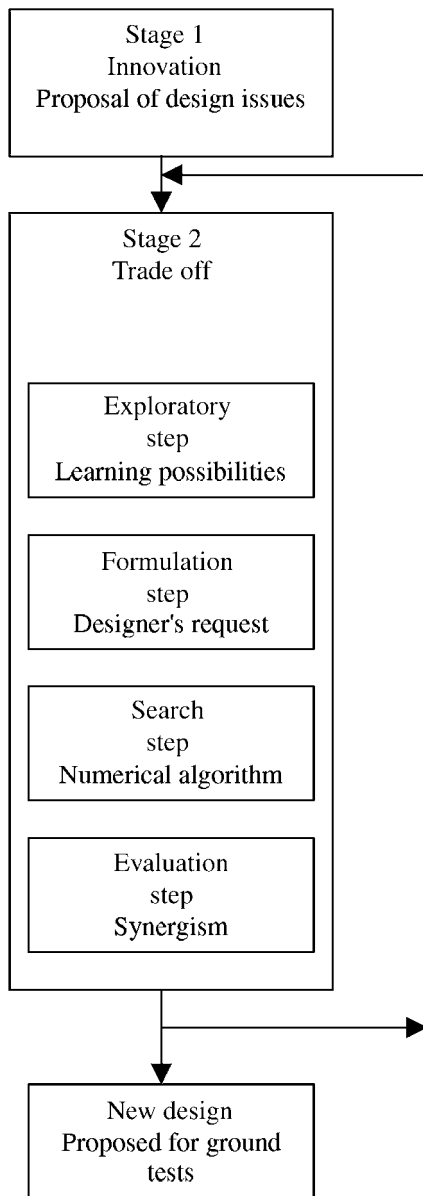 Stage 1
Innovation
Proposal of design issues
Stage 2
Trade off
Exploratory
step
Learning possibilities
Formulation
step
Designer's request
Search
step
Numerical algorithm
Evaluation
step
Synergism
New design
Proposed for ground
tests